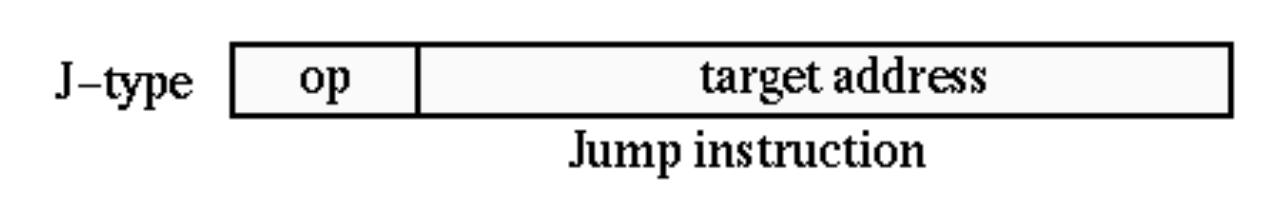 J-type op target address
Jump instruction